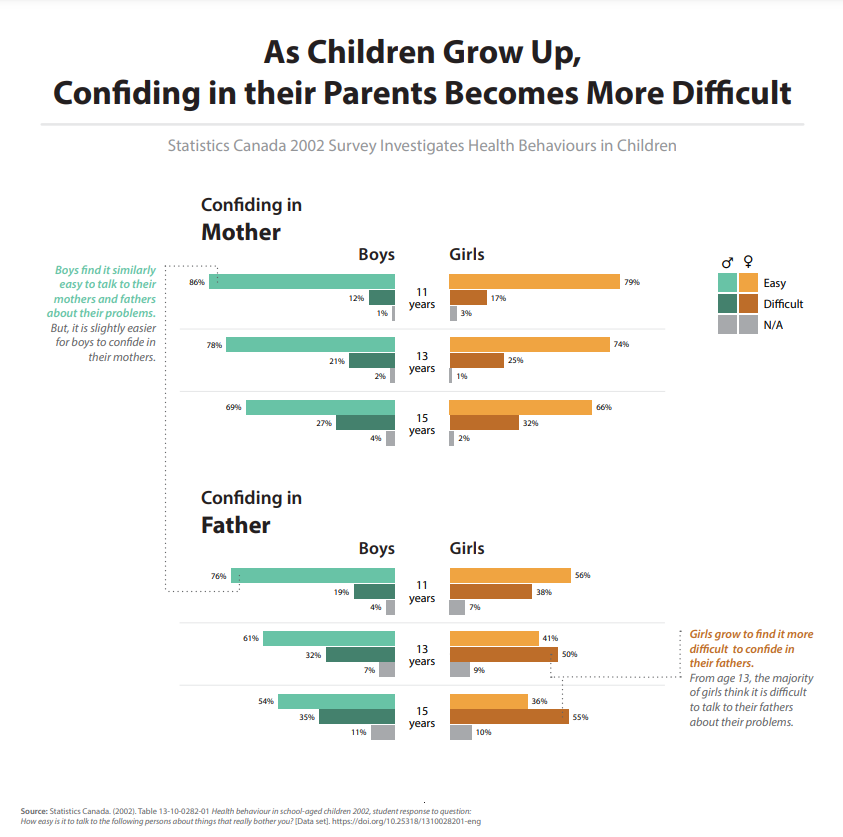 As Children Grow Up,
Confiding in their Parents Becomes More Difficult
Statistics Canada 2002 Survey Investigates Health Behaviours in Children
Confiding in
Mother
Boys Girls
Boys find it similarly
easy to talk to their
mothers and fathers
about their problems.
But, it is slightly easier
for boys to confide in
their mothers.
♂ ♀
Easy
Difficult
N/A
86% 79%
12% 11 17%
1% years 3%
78% 74%
21% 13 25%
2% years 1%
69% 66%
27% 15 32%
4% years 2%
Confiding in
Father
Boys Girls
76% 56%
19% 11 38%
4% years 7%
61% 41%
32% 13 50%
7% years 9%
54% 36%
35% 15 55%
11% years 10%
Girls grow to find it more
difficult to confide in
their fathers.
From age 13, the majority
of girls think it is difficult
to talk to their fathers
about their problems.
Source: Statistics Canada. (2002). Table 13-10-0282-01 Health behaviour in school-aged children 2002, student response to question:
How easy is it to talk to the following persons about things that really bother you? [Data set]. https://doi.org/10.25318/1310028201-eng